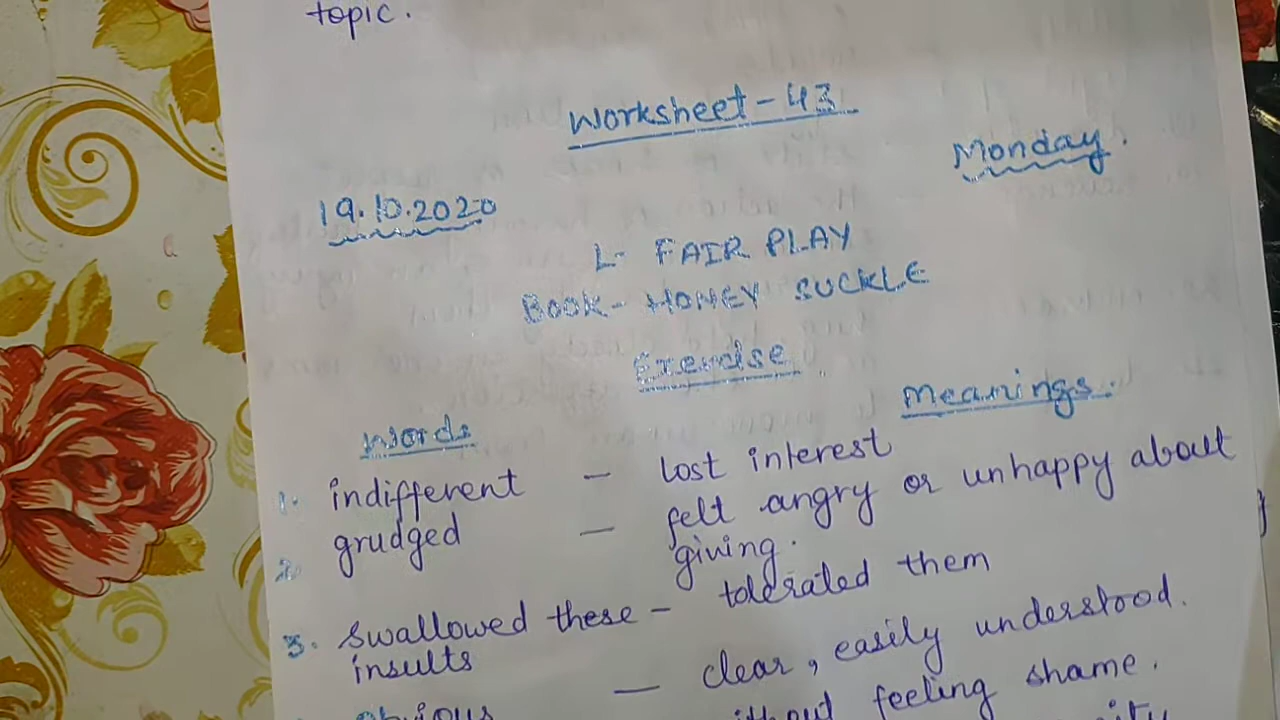 topic.
Worksheet-43
Monday.
19.10.2020
L- FAIR PLAY
Book- HONEY SUCKLE
Exercise
Words Meanings.
1. indifferent – lost interest
2. grudged – felt angry or unhappy about
giving.
3. swallowed these – tolerated them
insults
obvious — clear, easily understood.
without feeling shame.